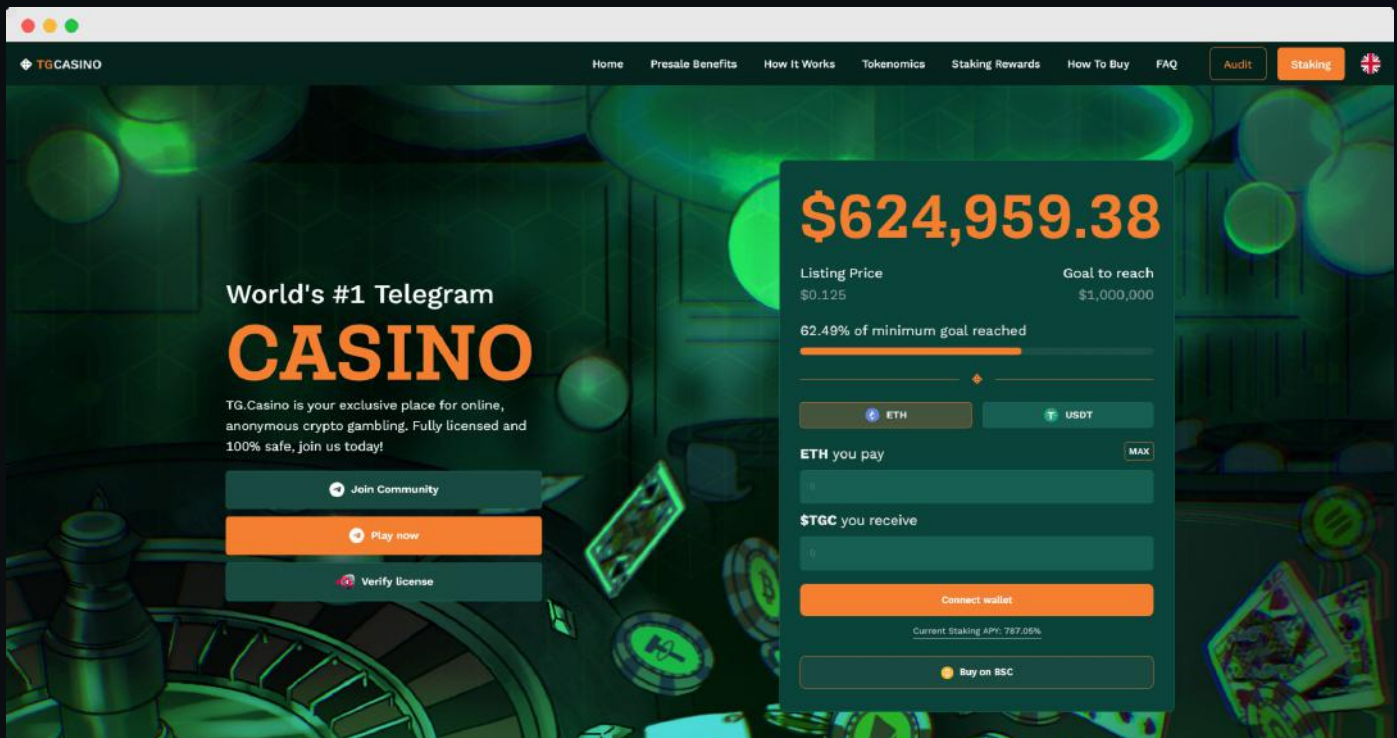 TGCASINO
Home
Presale Benefits
How It Works
Tokenomics
Staking Rewards
How To Buy
FAQ
Audit
Staking
World's #1 Telegram
CASINO
TG.Casino is your exclusive place for online,
anonymous crypto gambling. Fully licensed and
100% safe, join us today!
Join Community
Play now
Verify license
$624,959.38
Listing Price
Goal to reach
$0.125
$1,000,000
62.49% of minimum goal reached
ETH
USDT
ETH you pay
MAX
0
$TGC you receive
0
Connect wallet
Current Staking APY: 787.05%
Buy on BSC